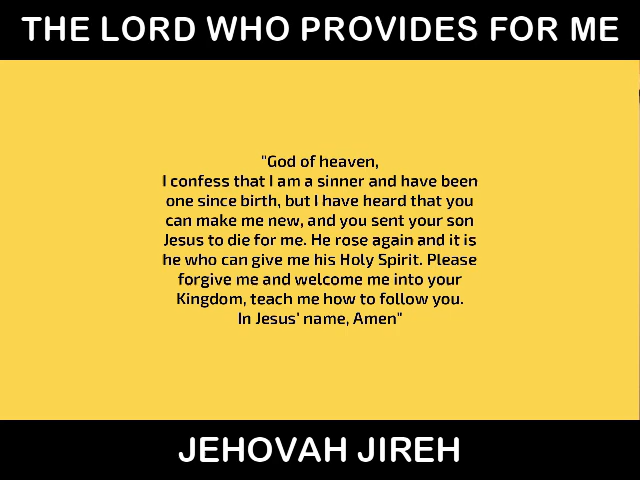 THE LORD WHO PROVIDES FOR ME
"God of heaven,
I confess that I am a sinner and have been
one since birth, but I have heard that you
can make me new, and you sent your son
Jesus to die for me. He rose again and it is
he who can give me his Holy Spirit. Please
forgive me and welcome me into your
Kingdom, teach me how to follow you.
In Jesus' name, Amen"
JEHOVAH JIREH